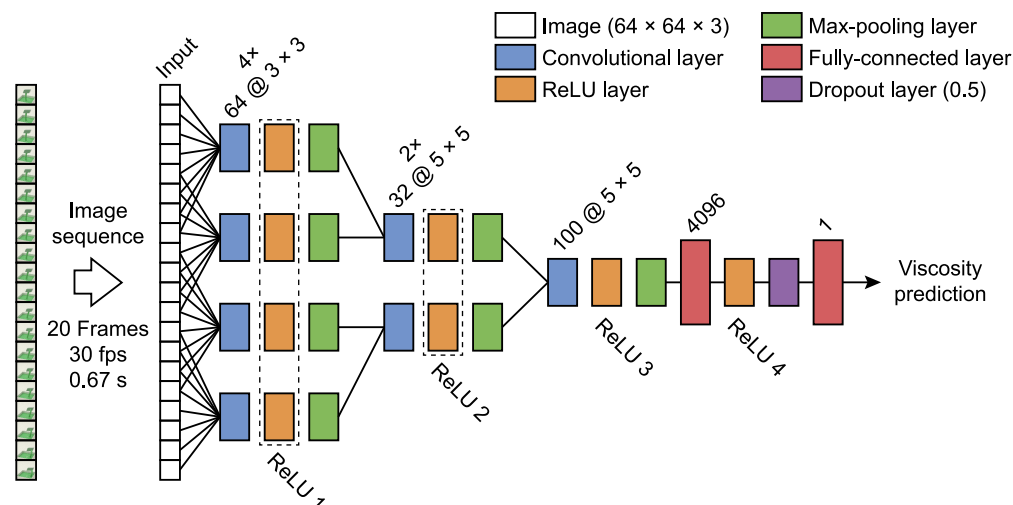 Image (64 × 64 × 3)
Convolutional layer
ReLU layer
Max-pooling layer
Fully-connected layer
Dropout layer (0.5)
Input
4×
64 @ 3 × 3
2×
32 @ 5 × 5
100 @ 5 × 5
4096
1
Image
sequence
20 Frames
30 fps
0.67 s
Viscosity
prediction
ReLU 1
ReLU 2
ReLU 3
ReLU 4